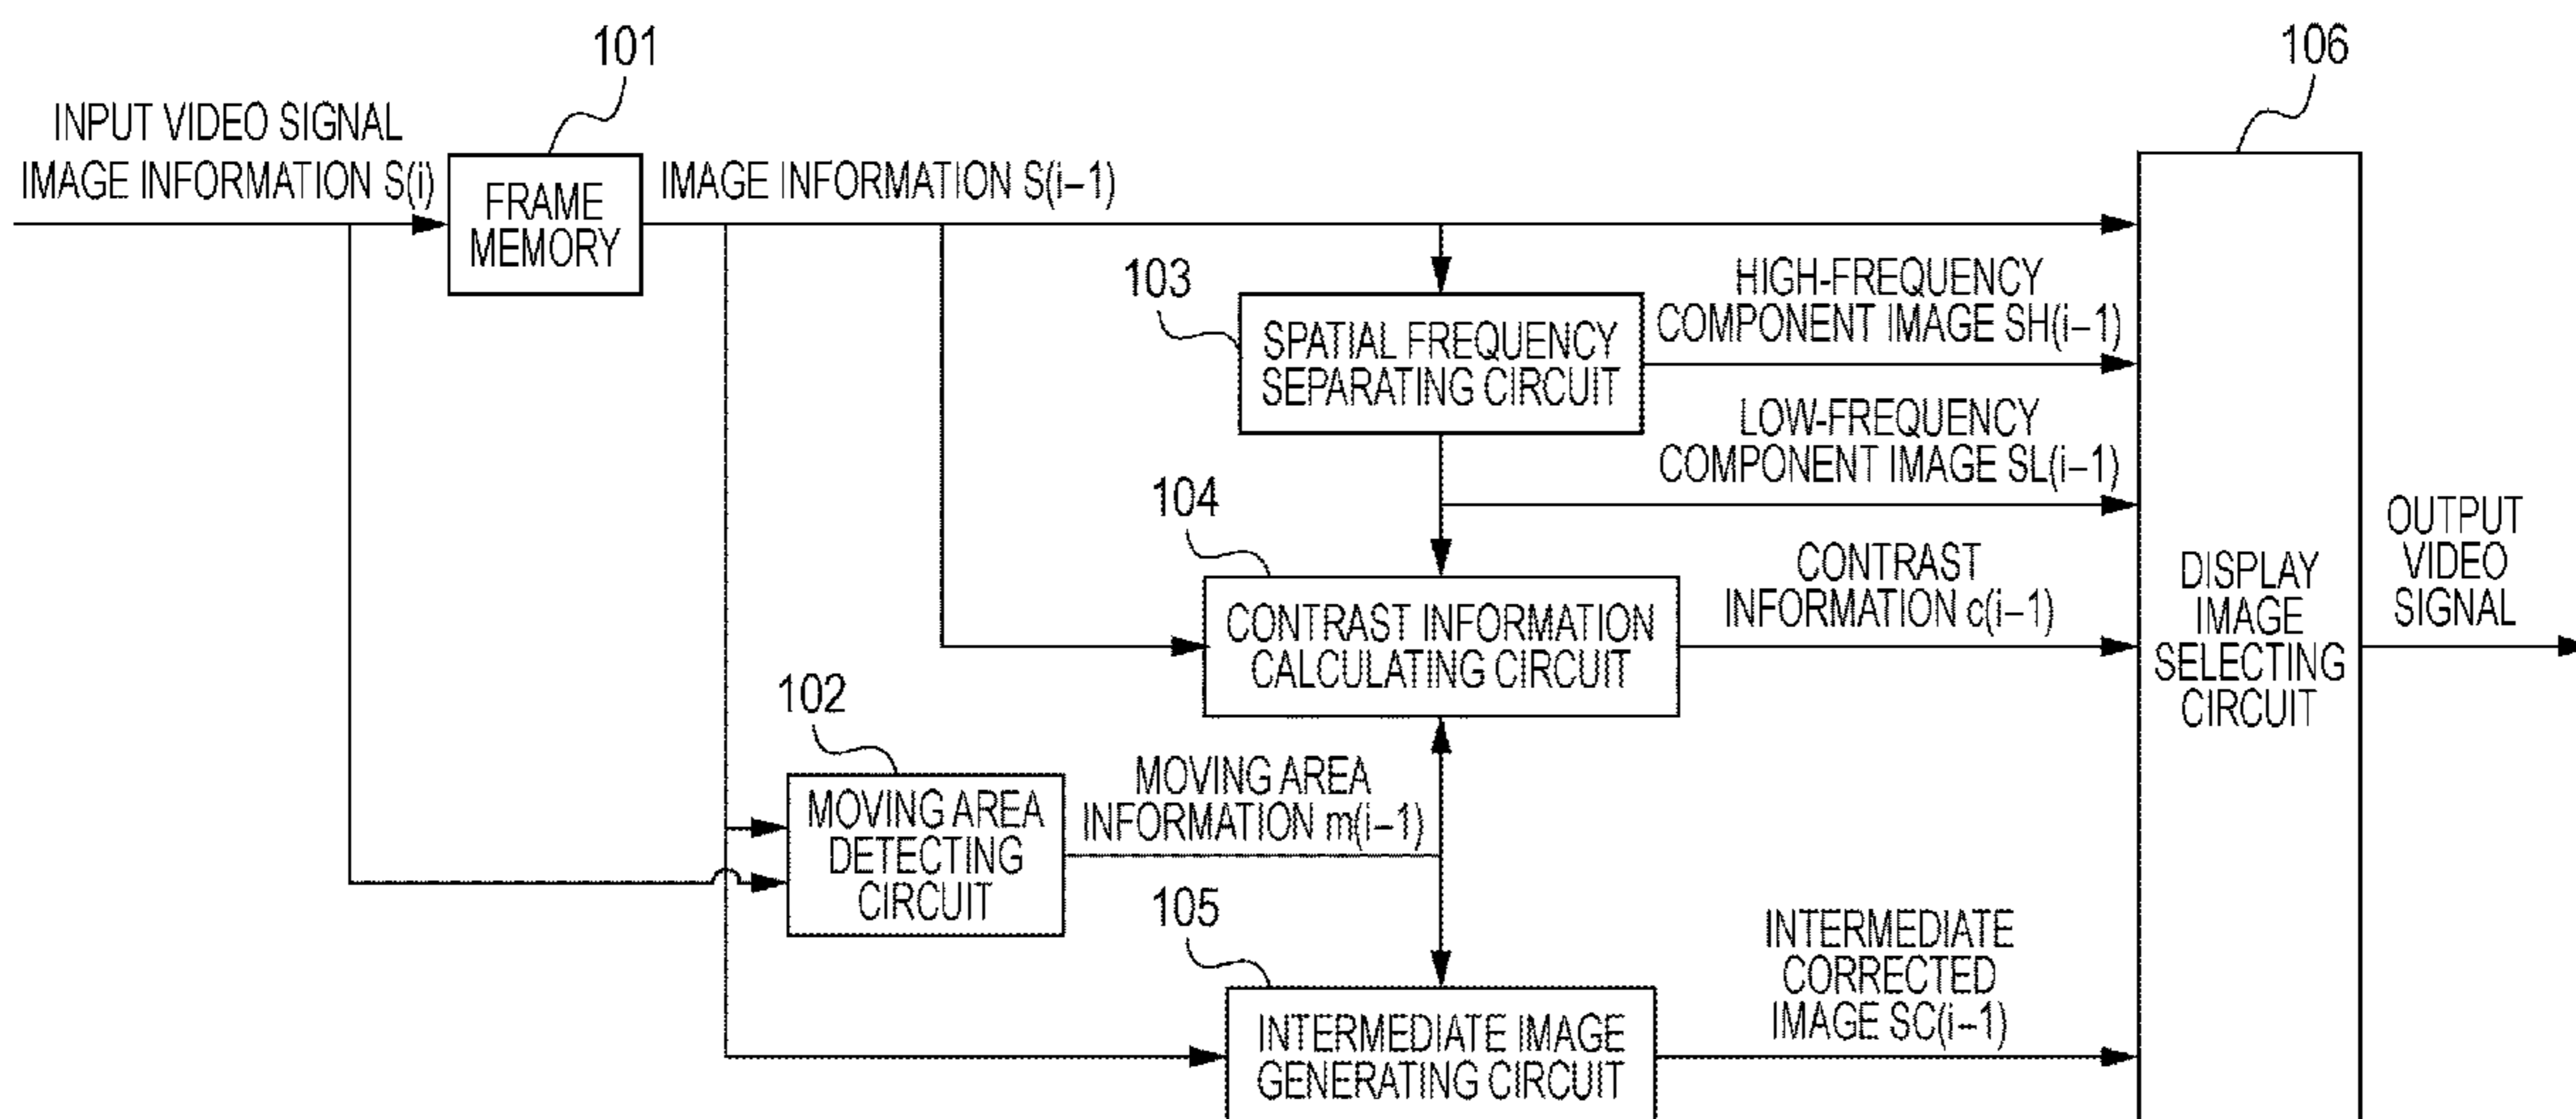 101
106
INPUT VIDEO SIGNAL
IMAGE INFORMATION S(i)
FRAME
MEMORY
IMAGE INFORMATION S(i–1)
103
SPATIAL FREQUENCY
SEPARATING CIRCUIT
HIGH-FREQUENCY
COMPONENT IMAGE SH(i–1)
LOW-FREQUENCY
COMPONENT IMAGE SL(i–1)
104
CONTRAST INFORMATION
CALCULATING CIRCUIT
CONTRAST
INFORMATION c(i–1)
DISPLAY
IMAGE
SELECTING
CIRCUIT
OUTPUT
VIDEO
SIGNAL
102
MOVING AREA
DETECTING
CIRCUIT
MOVING AREA
INFORMATION m(i–1)
105
INTERMEDIATE IMAGE
GENERATING CIRCUIT
INTERMEDIATE
CORRECTED
IMAGE SC(i–1)